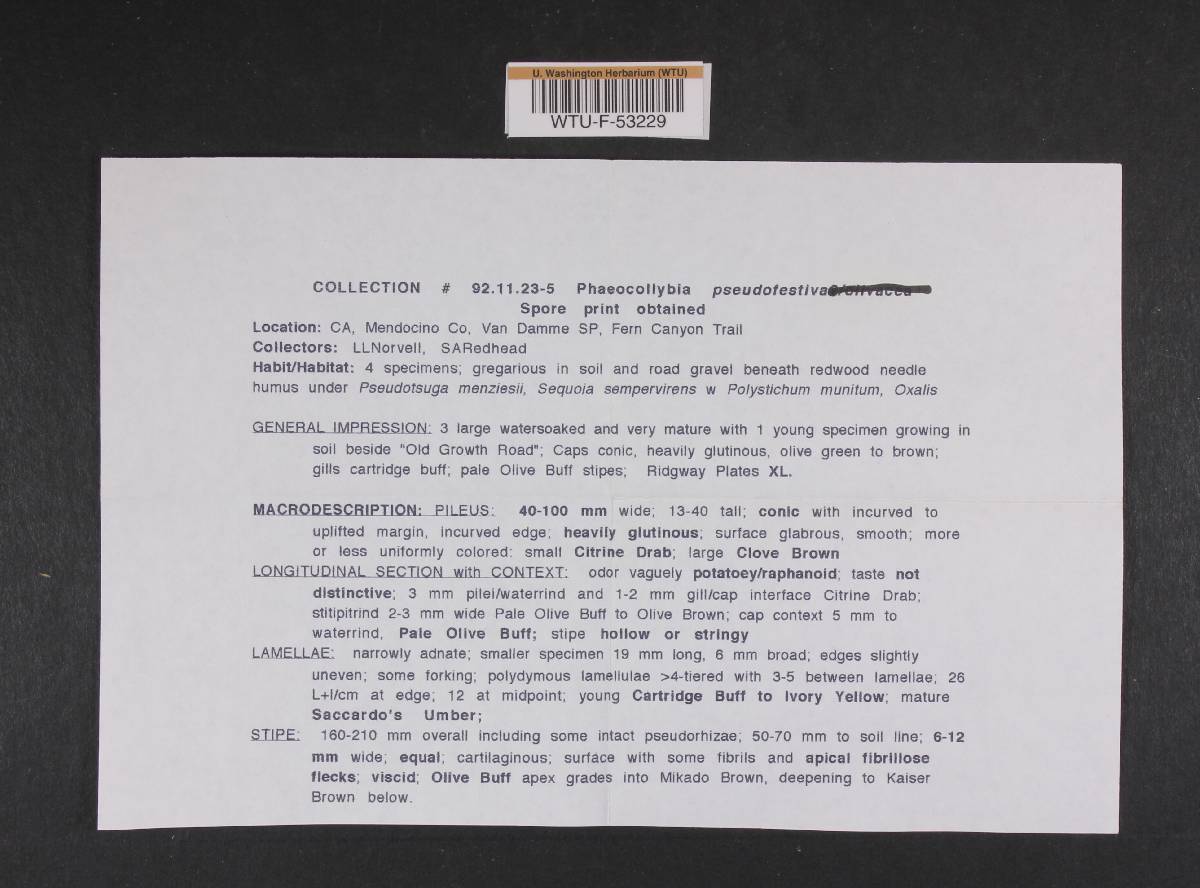 U. Washington Herbarium (WTU)
WTU-F-53229
COLLECTION # 92.11.23-5 Phaeocollybia pseudofestiva
Spore print obtained
Location: CA, Mendocino Co, Van Damme SP, Fern Canyon Trail
Collectors: LLNorvell, SARedhead
Habit/Habitat: 4 specimens; gregarious in soil and road gravel beneath redwood needle
humus under Pseudotsuga menziesii, Sequoia sempervirens w Polystichum munitum, Oxalis
GENERAL IMPRESSION: 3 large watersoaked and very mature with 1 young specimen growing in
soil beside "Old Growth Road"; Caps conic, heavily glutinous, olive green to brown;
gills cartridge buff; pale Olive Buff stipes; Ridgway Plates XL.
MACRODESCRIPTION: PILEUS: 40-100 mm wide; 13-40 tall; conic with incurved to
uplifted margin, incurved edge; heavily glutinous; surface glabrous, smooth; more
or less uniformly colored: small Citrine Drab; large Clove Brown
LONGITUDINAL SECTION with CONTEXT: odor vaguely potatoey/raphanoid; taste not
distinctive; 3 mm pilei/waterrind and 1-2 mm gill/cap interface Citrine Drab;
stitipitrind 2-3 mm wide Pale Olive Buff to Olive Brown; cap context 5 mm to
waterrind, Pale Olive Buff; stipe hollow or stringy
LAMELLAE: narrowly adnate; smaller specimen 19 mm long, 6 mm broad; edges slightly
uneven; some forking; polydymous lamellulae >4-tiered with 3-5 between lamellae; 26
L+l/cm at edge; 12 at midpoint; young Cartridge Buff to Ivory Yellow; mature
Saccardo's Umber;
STIPE: 160-210 mm overall including some intact pseudorhizae; 50-70 mm to soil line; 6-12
mm wide; equal; cartilaginous; surface with some fibrils and apical fibrillose
flecks; viscid; Olive Buff apex grades into Mikado Brown, deepening to Kaiser
Brown below.